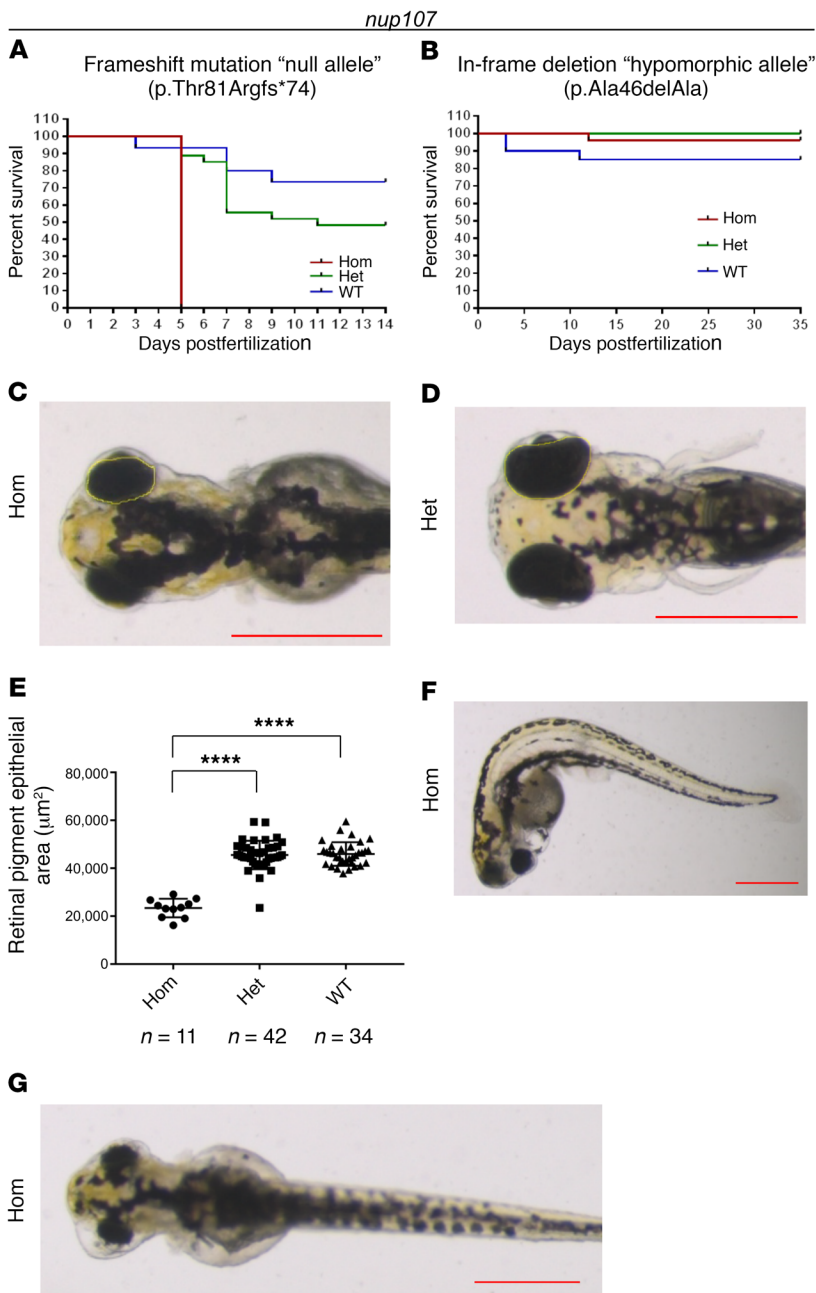 nup107
A
Frameshift mutation “null allele”
(p.Thr81Argfs*74)
110
100
90
80
70
60
50
40
30
20
10
0
Percent survival
Hom
Het
WT
0 1 2 3 4 5 6 7 8 9 10 11 12 13 14
Days postfertilization
B
In-frame deletion “hypomorphic allele”
(p.Ala46delAla)
110
100
90
80
70
60
50
40
30
20
10
0
Percent survival
Hom
Het
WT
0 5 10 15 20 25 30 35
Days postfertilization
C
Hom
D
Het
E
****
****
80,000
60,000
40,000
20,000
0
Retinal pigment epithelial
area (μm²)
Hom Het WT
n = 11 n = 42 n = 34
F
Hom
G
Hom